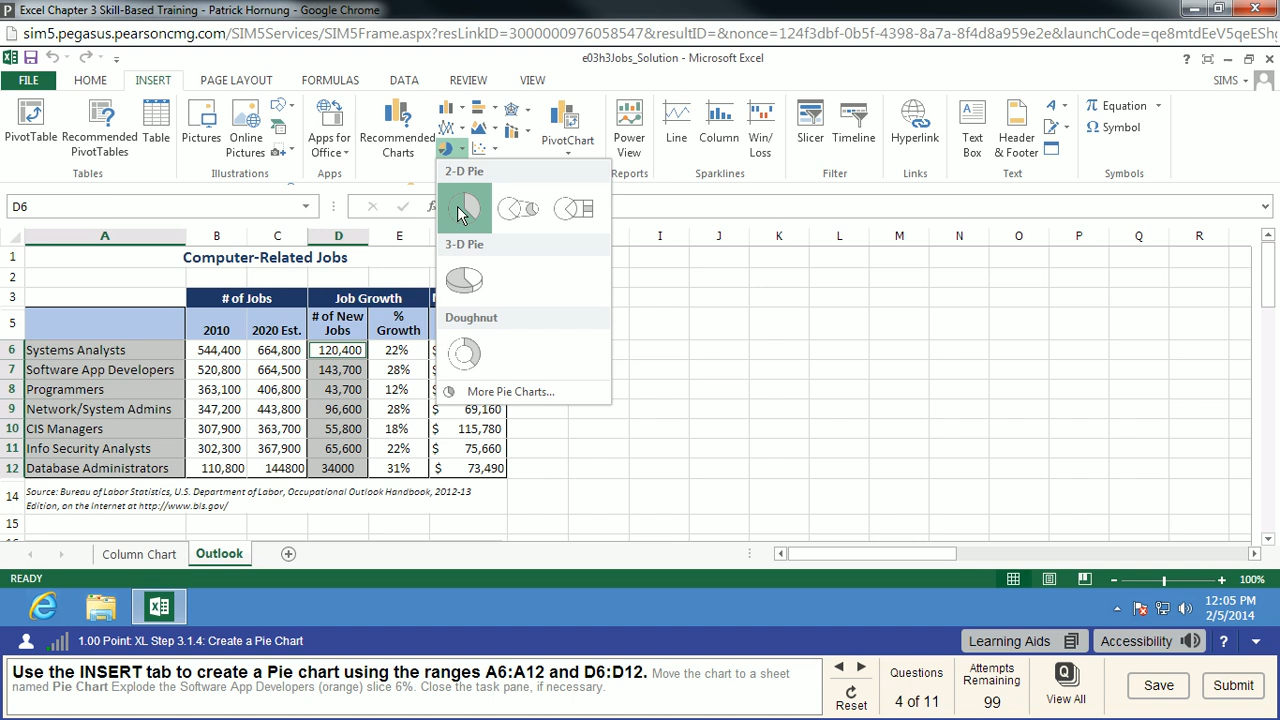 Excel Chapter 3 Skill-Based Training - Patrick Hornung - Google Chrome
sim5.pegasus.pearsoncmg.com/SIM5Services/SIM5Frame.aspx?resLinkID=3000000976058547&resultID=&nonce=124f3dbf-0b5f-4398-8a7a-8f4d8a959e2e&launchCode=qe8mtdEeV5qeESh
e03h3Jobs_Solution - Microsoft Excel
FILE HOME INSERT PAGE LAYOUT FORMULAS DATA REVIEW VIEW SIMS
PivotTable Recommended PivotTables Table Pictures Online Pictures Apps for Office Recommended Charts PivotChart Power View Line Column Win/ Loss Slicer Timeline Hyperlink Text Box Header & Footer Equation Symbol
Tables Illustrations Apps Reports Sparklines Filter Links Text Symbols
2-D Pie
3-D Pie
Doughnut
More Pie Charts...
D6
A B C D E I J K L M N O P Q R
1 Computer-Related Jobs
2
3 # of Jobs Job Growth
5 2010 2020 Est. # of New Jobs % Growth
6 Systems Analysts 544,400 664,800 120,400 22% $
7 Software App Developers 520,800 664,500 143,700 28% $
8 Programmers 363,100 406,800 43,700 12% $
9 Network/System Admins 347,200 443,800 96,600 28% $ 69,160
10 CIS Managers 307,900 363,700 55,800 18% $ 115,780
11 Info Security Analysts 302,300 367,900 65,600 22% $ 75,660
12 Database Administrators 110,800 144800 34000 31% $ 73,490
14 Source: Bureau of Labor Statistics, U.S. Department of Labor, Occupational Outlook Handbook, 2012-13
Edition, on the Internet at http://www.bls.gov/
15
Column Chart Outlook
READY 100%
12:05 PM
2/5/2014
1.00 Point: XL Step 3.1.4: Create a Pie Chart Learning Aids Accessibility ?
Use the INSERT tab to create a Pie chart using the ranges A6:A12 and D6:D12. Move the chart to a sheet
named Pie Chart Explode the Software App Developers (orange) slice 6%. Close the task pane, if necessary.
Reset
Questions
4 of 11
Attempts
Remaining
99
View All
Save
Submit